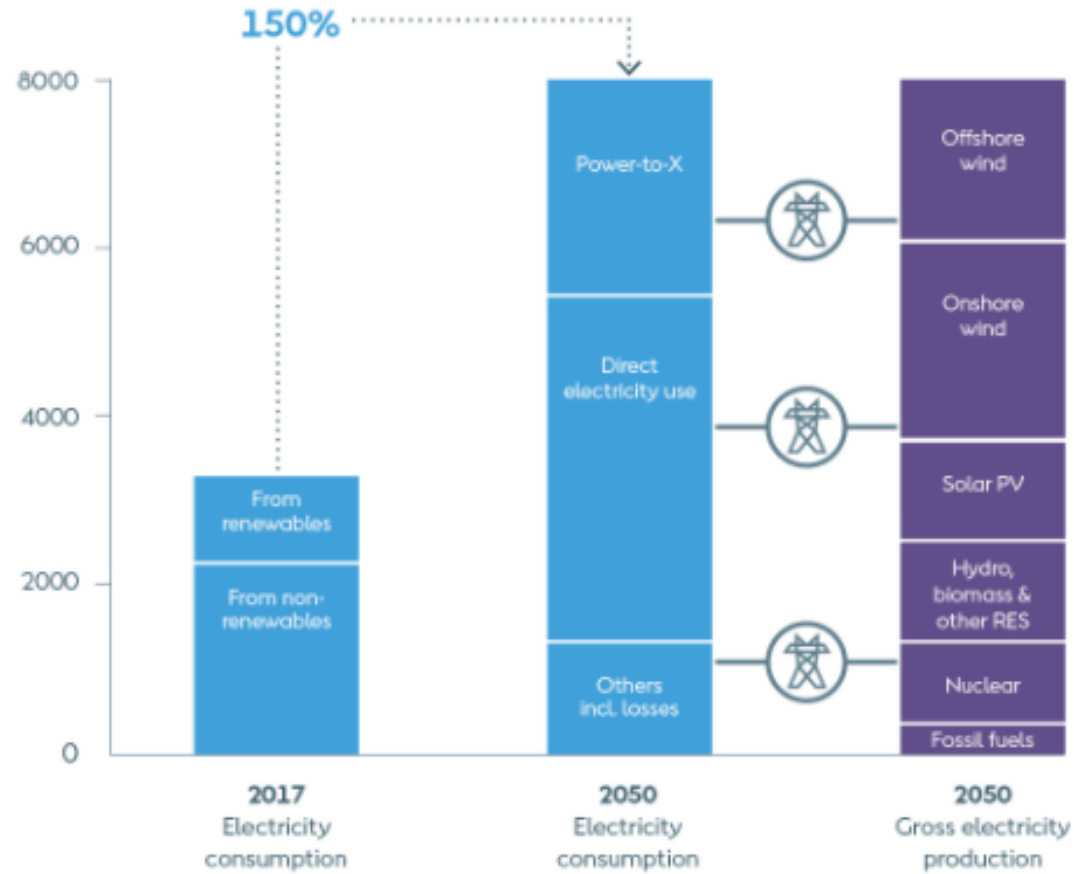 150%
8000
6000
4000
2000
0
From
renewables
From non-
renewables
Power-to-X
Direct
electricity use
Others
incl. losses
Offshore
wind
Onshore
wind
Solar PV
Hydro,
biomass &
other RES
Nuclear
Fossil fuels
2017
Electricity
consumption
2050
Electricity
consumption
2050
Gross electricity
production